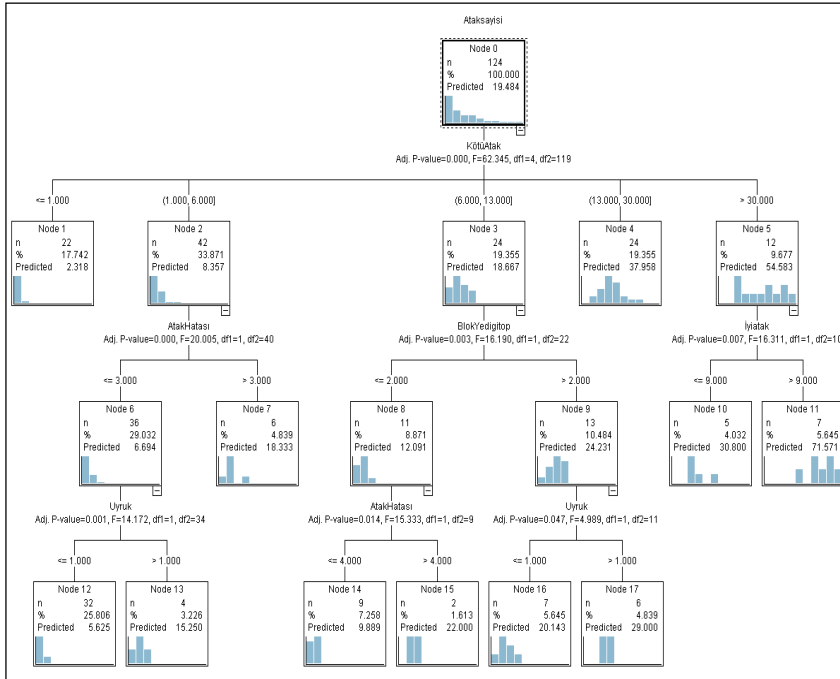 Ataksayisi
Node 0
n 124
% 100.000
Predicted 19.484
KötüAtak
Adj. P-value=0.000, F=62.345, df1=4, df2=119
<= 1.000
(1.000, 6.000]
(6.000, 13.000]
(13.000, 30.000]
> 30.000
Node 1
n 22
% 17.742
Predicted 2.318
Node 2
n 42
% 33.871
Predicted 8.357
Node 3
n 24
% 19.355
Predicted 18.667
Node 4
n 24
% 19.355
Predicted 37.958
Node 5
n 12
% 9.677
Predicted 54.583
AtakHatası
Adj. P-value=0.000, F=20.005, df1=1, df2=40
BlokYedigitop
Adj. P-value=0.003, F=16.190, df1=1, df2=22
İyiatak
Adj. P-value=0.007, F=16.311, df1=1, df2=10
<= 3.000
> 3.000
<= 2.000
> 2.000
<= 9.000
> 9.000
Node 6
n 36
% 29.032
Predicted 6.694
Node 7
n 6
% 4.839
Predicted 18.333
Node 8
n 11
% 8.871
Predicted 12.091
Node 9
n 13
% 10.484
Predicted 24.231
Node 10
n 5
% 4.032
Predicted 30.800
Node 11
n 7
% 5.645
Predicted 71.571
Uyruk
Adj. P-value=0.001, F=14.172, df1=1, df2=34
AtakHatası
Adj. P-value=0.014, F=15.333, df1=1, df2=9
Uyruk
Adj. P-value=0.047, F=4.989, df1=1, df2=11
<= 1.000
> 1.000
<= 4.000
> 4.000
<= 1.000
> 1.000
Node 12
n 32
% 25.806
Predicted 5.625
Node 13
n 4
% 3.226
Predicted 15.250
Node 14
n 9
% 7.258
Predicted 9.889
Node 15
n 2
% 1.613
Predicted 22.000
Node 16
n 7
% 5.645
Predicted 20.143
Node 17
n 6
% 4.839
Predicted 29.000